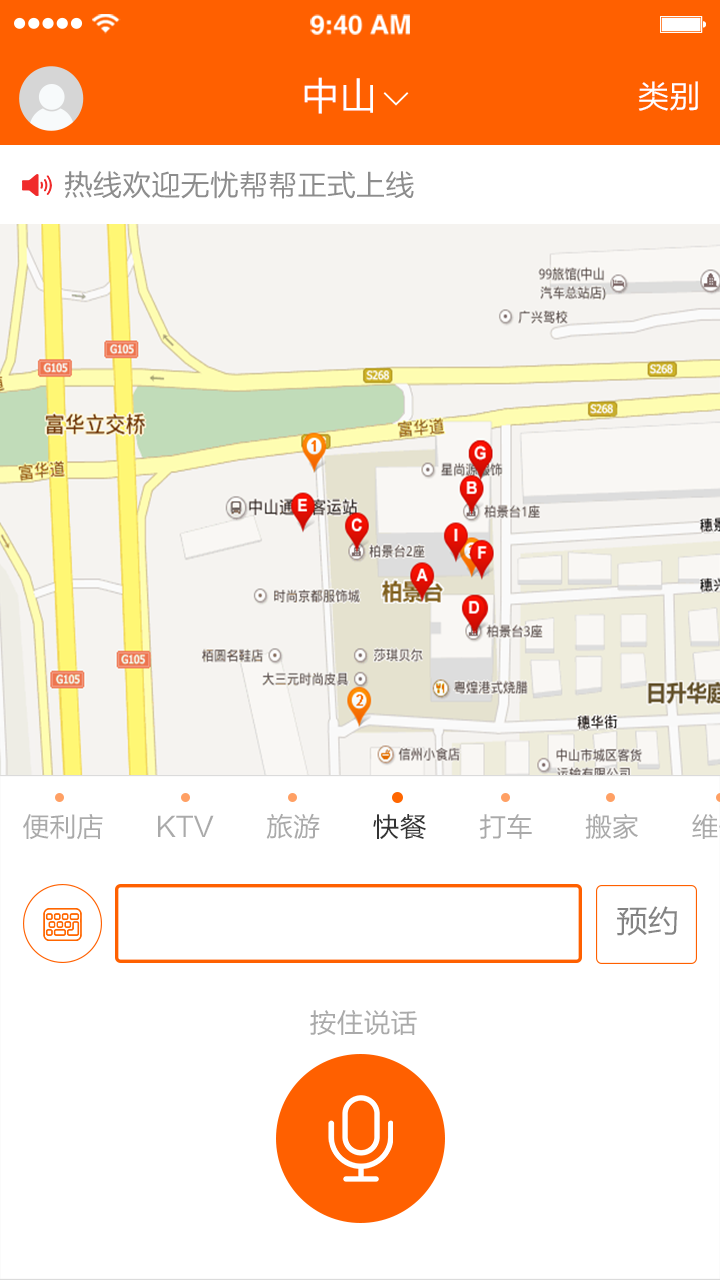 9:40 AM
中山
类别
热线欢迎无忧帮帮正式上线
99旅馆(中山
汽车总站店)
广兴驾校
G105
G105
S268
S268
S268
富华立交桥
富华道
富华道
1
G
星尚源服饰
B
柏景台1座
E
中山通 客运站
C
柏景台2座
I
F
A
柏景台
D
柏景台3座
穗景
穗兴
时尚京都服饰城
栢圆名鞋店
莎琪贝尔
大三元时尚皮具
G105
G105
粤煌港式烧腊
日升华庭
2
穗华街
信州小食店
中山市城区客货
运输有限公司
便利店
KTV
旅游
快餐
打车
搬家
维
预约
按住说话